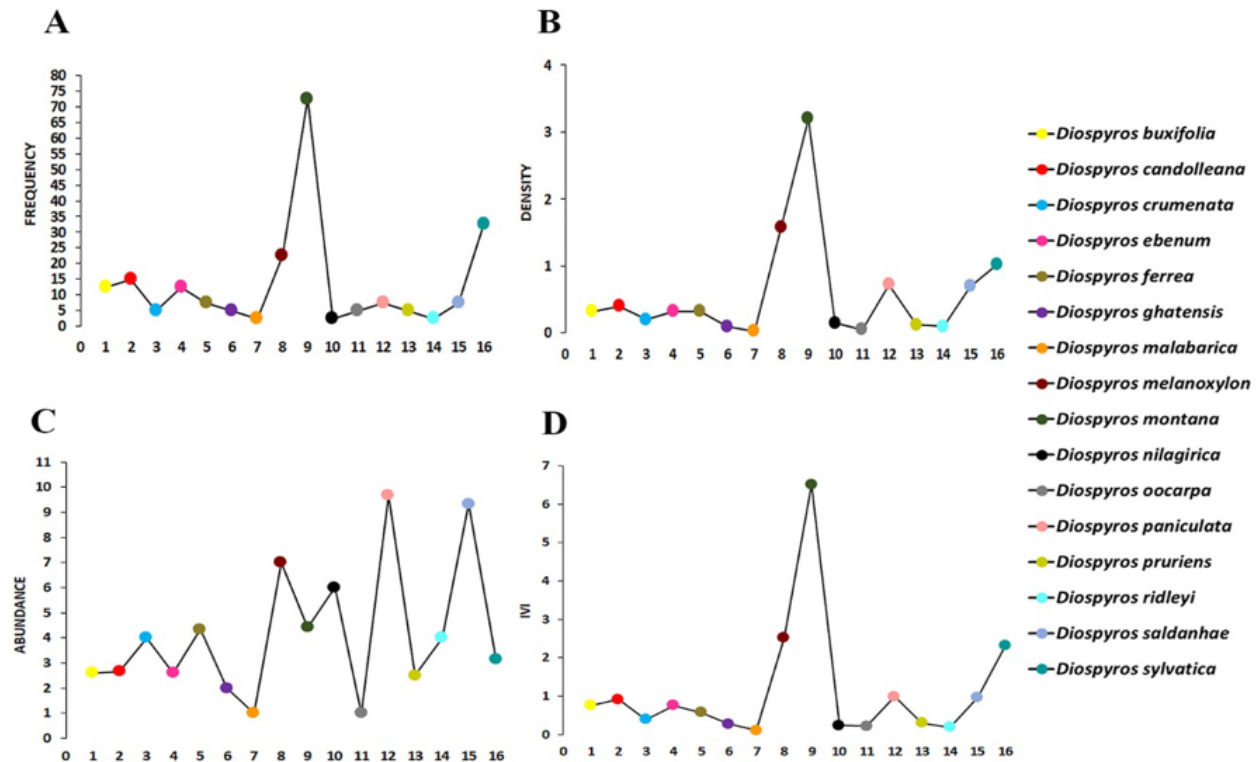 A
80
75
70
65
60
55
50
45
40
35
30
25
20
15
10
5
0
FREQUENCY
0 1 2 3 4 5 6 7 8 9 10 11 12 13 14 15 16
B
4
3
2
1
0
DENSITY
0 1 2 3 4 5 6 7 8 9 10 11 12 13 14 15 16
C
11
10
9
8
7
6
5
4
3
2
1
0
ABUNDANCE
0 1 2 3 4 5 6 7 8 9 10 11 12 13 14 15 16
D
7
6
5
4
3
2
1
0
IVI
0 1 2 3 4 5 6 7 8 9 10 11 12 13 14 15 16
Diospyros buxifolia
Diospyros candolleana
Diospyros crumenata
Diospyros ebenum
Diospyros ferrea
Diospyros ghatensis
Diospyros malabarica
Diospyros melanoxylon
Diospyros montana
Diospyros nilagirica
Diospyros oocarpa
Diospyros paniculata
Diospyros pruriens
Diospyros ridleyi
Diospyros saldanhae
Diospyros sylvatica